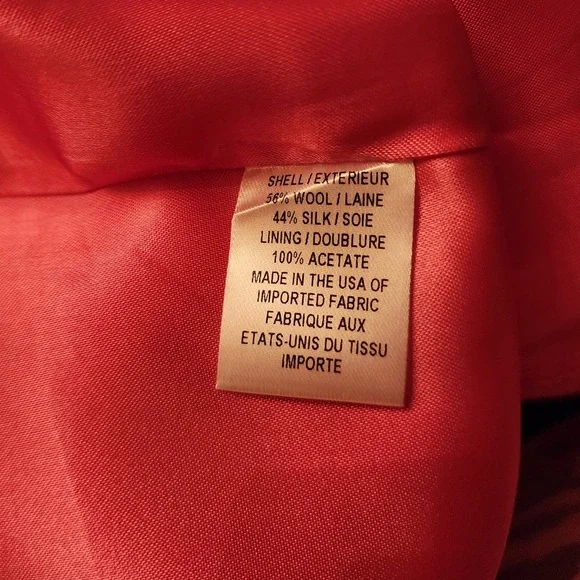 SHELL / EXTERIEUR
56% WOOL / LAINE
44% SILK / SOIE
LINING / DOUBLURE
100% ACETATE
MADE IN THE USA OF
IMPORTED FABRIC
FABRIQUE AUX
ETATS-UNIS DU TISSU
IMPORTE